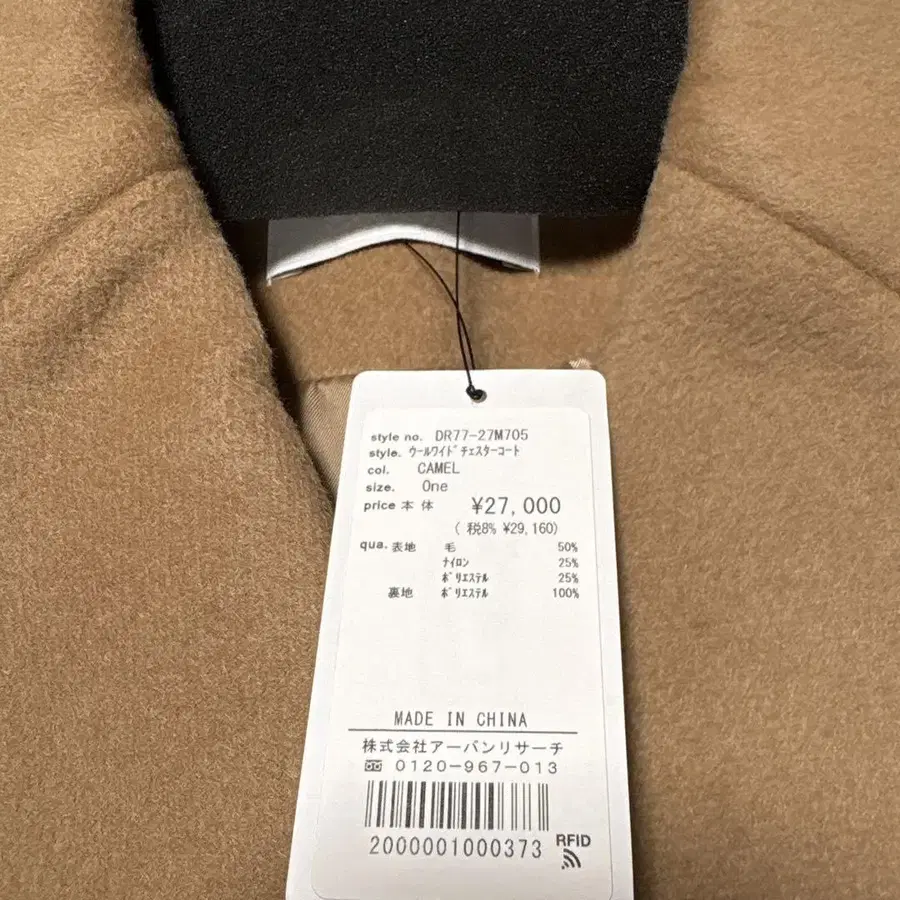 style no. DR77-27M705
style. ウールワイドチェスターコート
col. CAMEL
size. One
price 本 体 ¥27,000
( 税8% ¥29,160)
qua. 表地 毛 50%
ナイロン 25%
ポリエステル 25%
裏地 ポリエステル 100%
MADE IN CHINA
株式会社アーバンリサーチ
0120-967-013
2000001000373
RFID